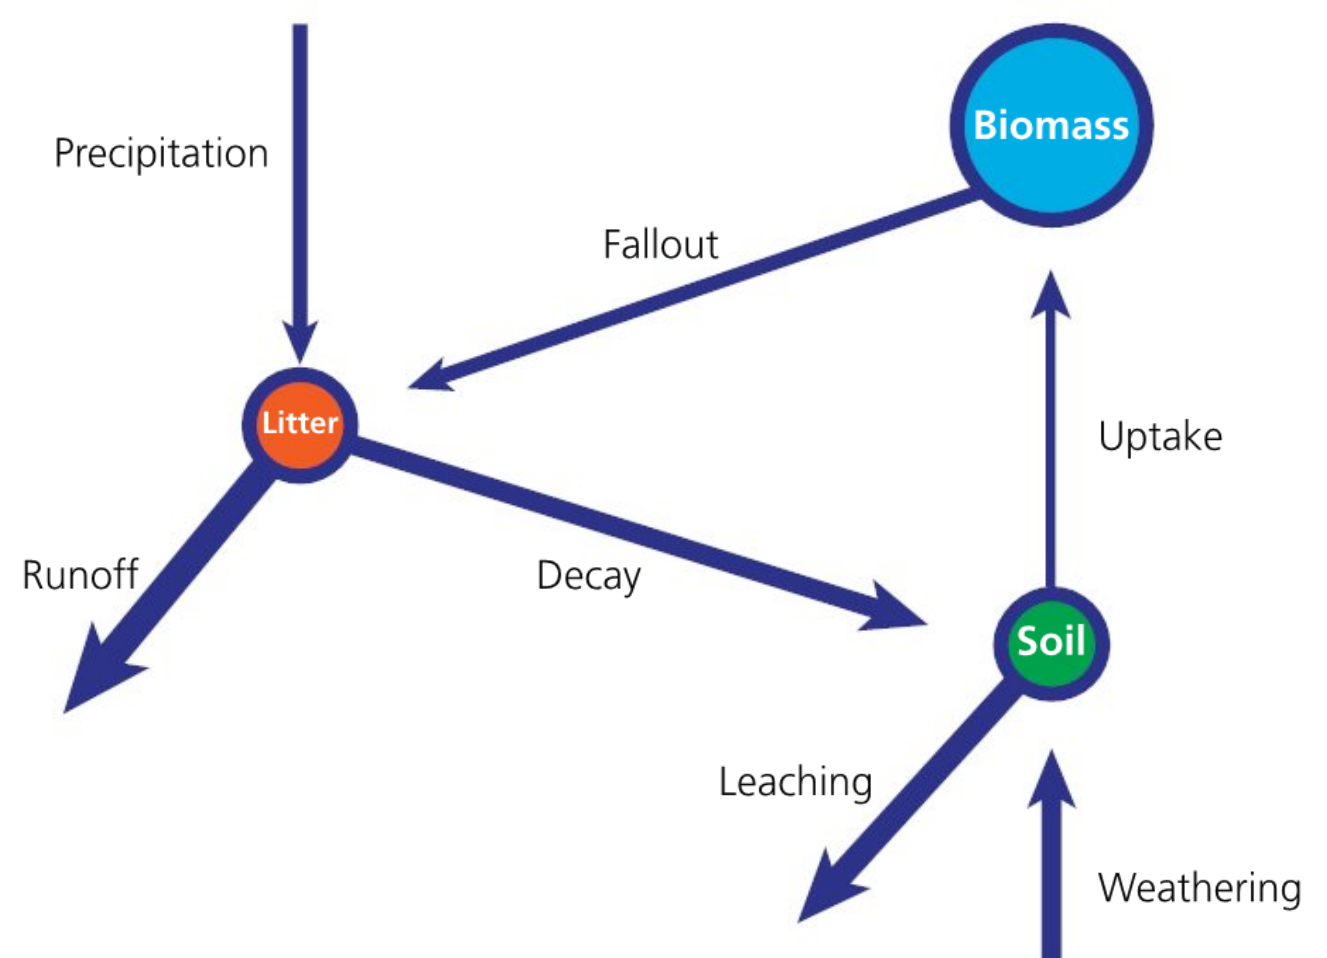 Biomass
Precipitation
Fallout
Litter
Uptake
Runoff
Decay
Soil
Leaching
Weathering